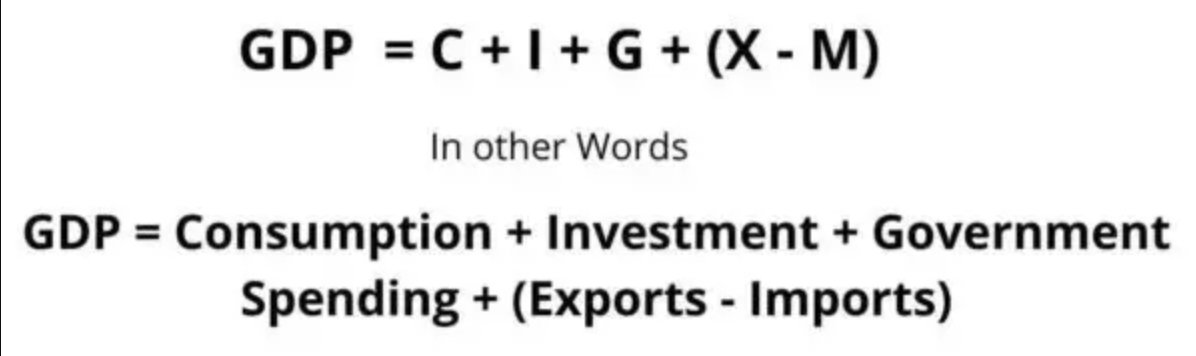 GDP = C + I + G + (X - M)
In other Words
GDP = Consumption + Investment + Government
Spending + (Exports - Imports)